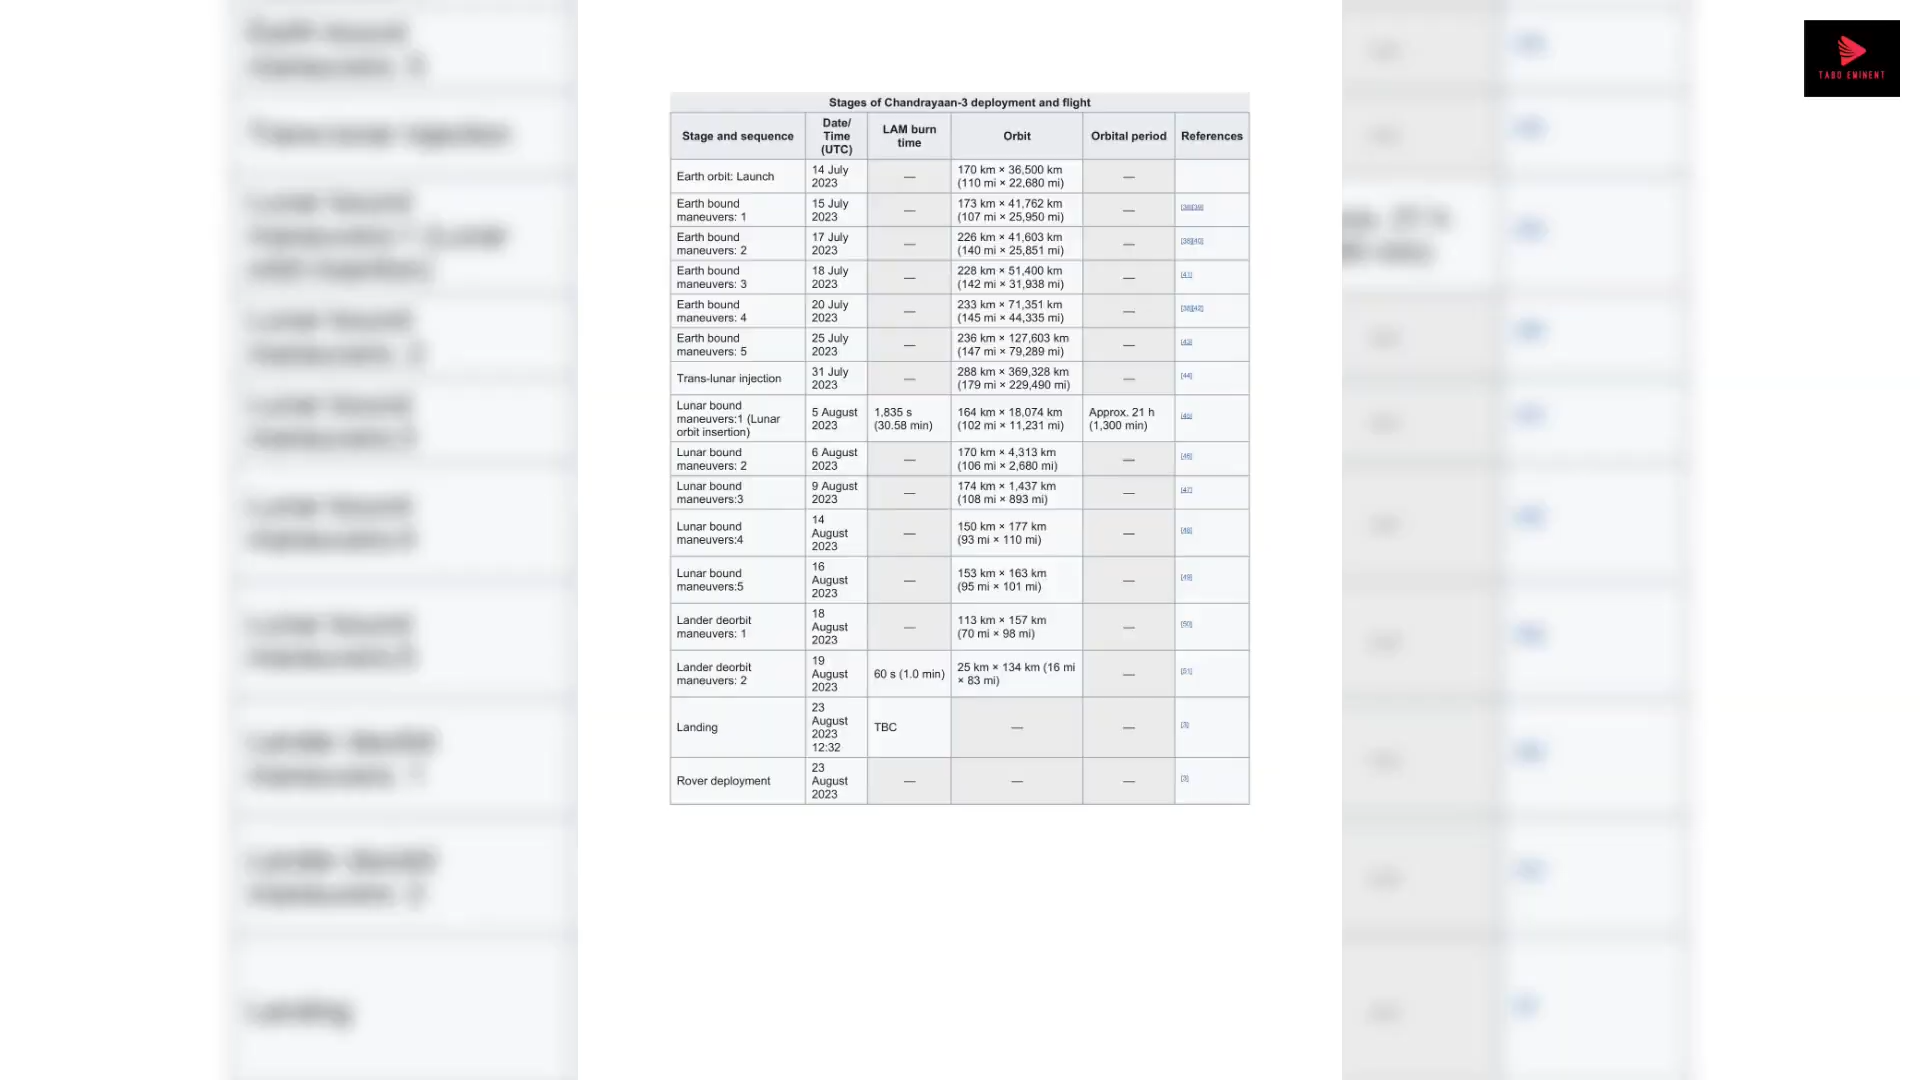 TABO EMINENT
Stages of Chandrayaan-3 deployment and flight
Stage and sequence
Date/
Time
(UTC)
LAM burn
time
Orbit
Orbital period
References
Earth orbit: Launch
14 July
2023
—
170 km × 36,500 km
(110 mi × 22,680 mi)
—
Earth bound
maneuvers: 1
15 July
2023
—
173 km × 41,762 km
(107 mi × 25,950 mi)
—
Earth bound
maneuvers: 2
17 July
2023
—
226 km × 41,603 km
(140 mi × 25,851 mi)
—
Earth bound
maneuvers: 3
18 July
2023
—
228 km × 51,400 km
(142 mi × 31,938 mi)
—
[41]
Earth bound
maneuvers: 4
20 July
2023
—
233 km × 71,351 km
(145 mi × 44,335 mi)
—
Earth bound
maneuvers: 5
25 July
2023
—
236 km × 127,603 km
(147 mi × 79,289 mi)
—
[43]
Trans-lunar injection
31 July
2023
—
288 km × 369,328 km
(179 mi × 229,490 mi)
—
[44]
Lunar bound
maneuvers:1 (Lunar
orbit insertion)
5 August
2023
1,835 s
(30.58 min)
164 km × 18,074 km
(102 mi × 11,231 mi)
Approx. 21 h
(1,300 min)
[45]
Lunar bound
maneuvers: 2
6 August
2023
—
170 km × 4,313 km
(106 mi × 2,680 mi)
—
[46]
Lunar bound
maneuvers:3
9 August
2023
—
174 km × 1,437 km
(108 mi × 893 mi)
—
[47]
Lunar bound
maneuvers:4
14
August
2023
—
150 km × 177 km
(93 mi × 110 mi)
—
[48]
Lunar bound
maneuvers:5
16
August
2023
—
153 km × 163 km
(95 mi × 101 mi)
—
[49]
Lander deorbit
maneuvers: 1
18
August
2023
—
113 km × 157 km
(70 mi × 98 mi)
—
[50]
Lander deorbit
maneuvers: 2
19
August
2023
60 s (1.0 min)
25 km × 134 km (16 mi
× 83 mi)
—
[51]
Landing
23
August
2023
12:32
TBC
—
—
[3]
Rover deployment
23
August
2023
—
—
—
[3]